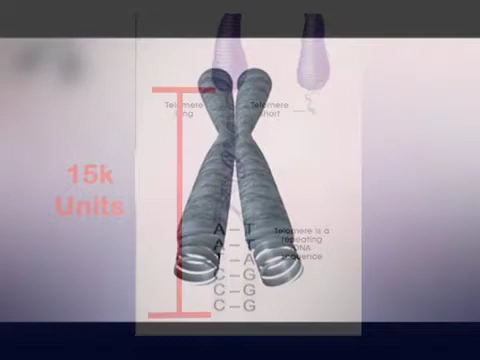 Telomere
long
Telomere
short
15k
Units
A – T
A – T
T – A
C – G
C – G
C – G
Telomere is a
repeating
DNA
sequence